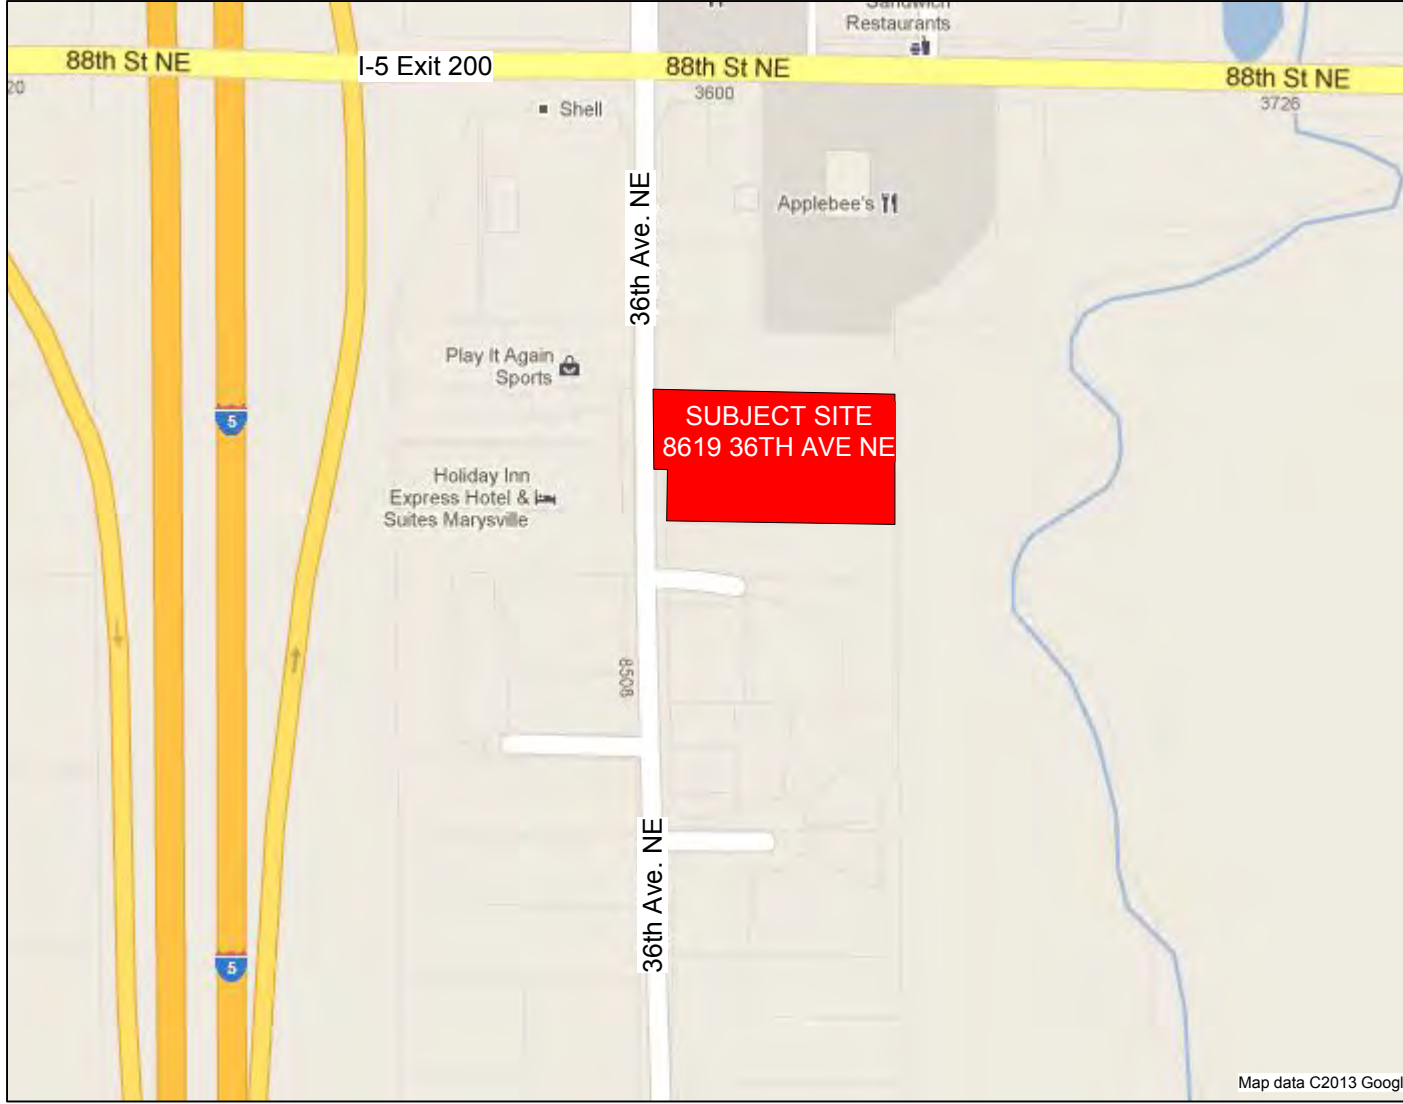 Sandwich
Restaurants
88th St NE
I-5 Exit 200
88th St NE
88th St NE
20
3600
3726
Shell
36th Ave. NE
Applebee's
Play It Again
Sports
5
SUBJECT SITE
8619 36TH AVE NE
Holiday Inn
Express Hotel &
Suites Marysville
8508
36th Ave. NE
5
Map data C2013 Googl